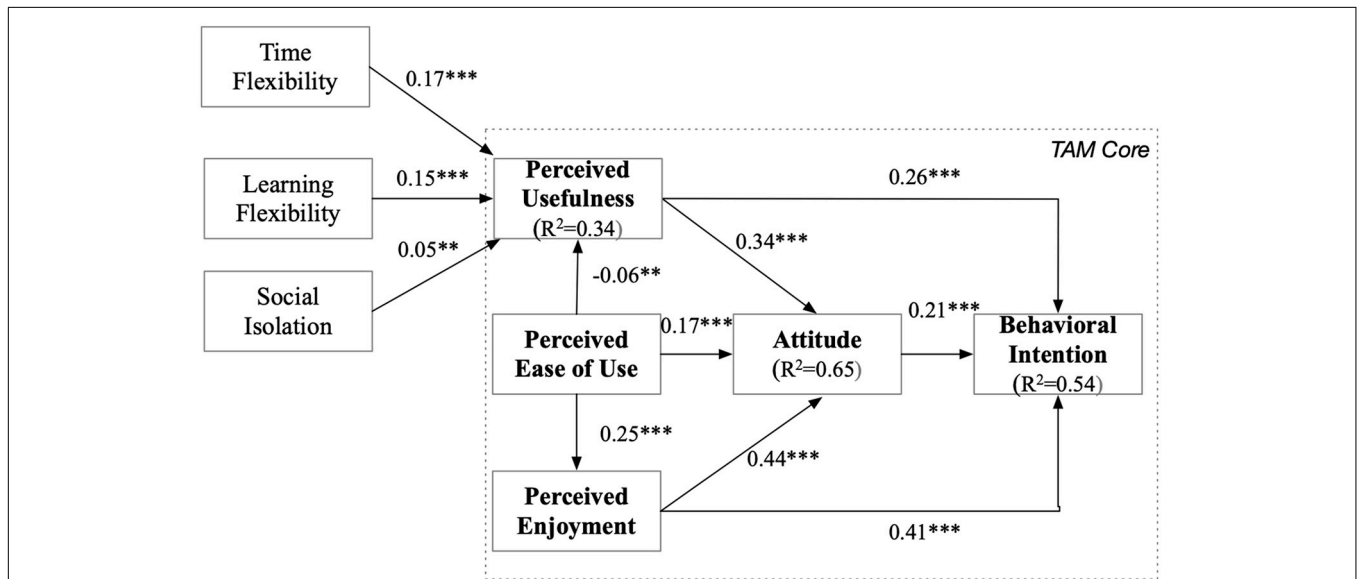 Time
Flexibility
0.17***
TAM Core
Learning
Flexibility
0.15***
Perceived
Usefulness
(R²=0.34)
0.26***
0.05**
0.34***
Social
Isolation
-0.06**
Perceived
Ease of Use
0.17***
Attitude
(R²=0.65)
0.21***
Behavioral
Intention
(R²=0.54)
0.25***
0.44***
Perceived
Enjoyment
0.41***